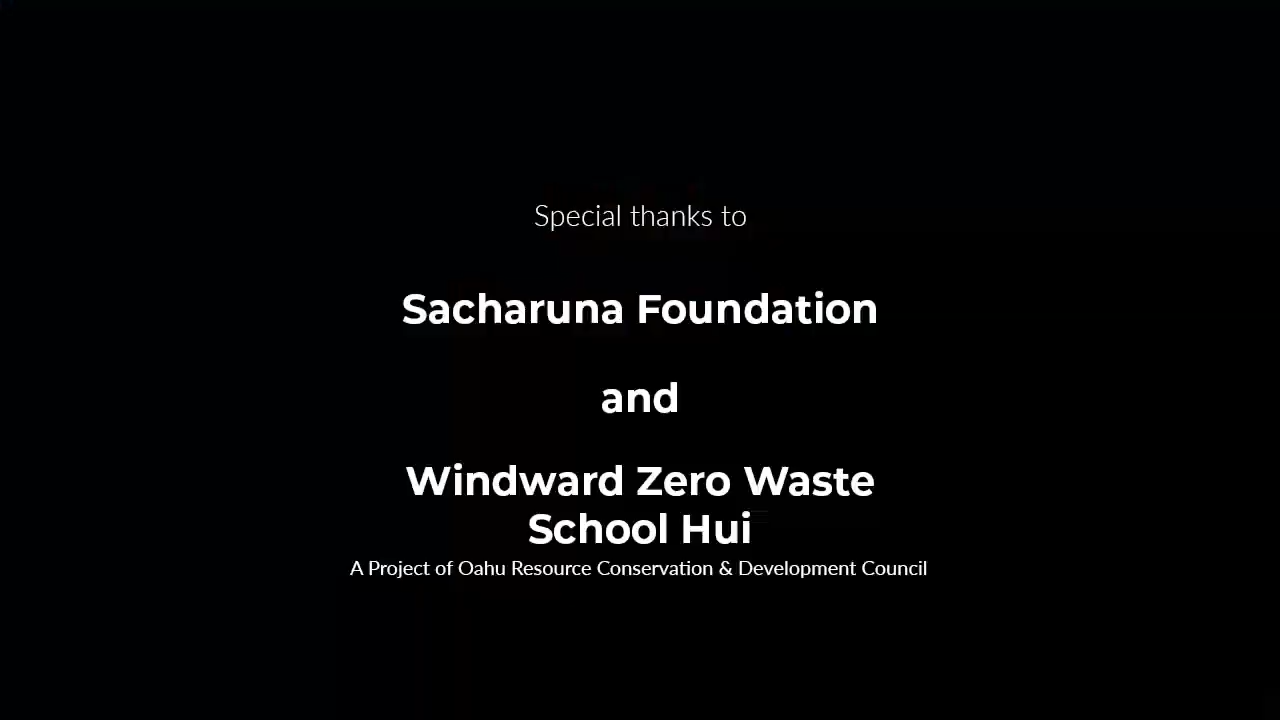 Special thanks to
Sacharuna Foundation
and
Windward Zero Waste
School Hui
A Project of Oahu Resource Conservation & Development Council